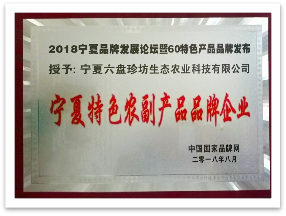 2018宁夏品牌发展论坛暨60特色产品品牌发布
授予：宁夏六盘珍坊生态农业科技有限公司
宁夏特色农副产品品牌企业
中国国家品牌网
二零一八年八月